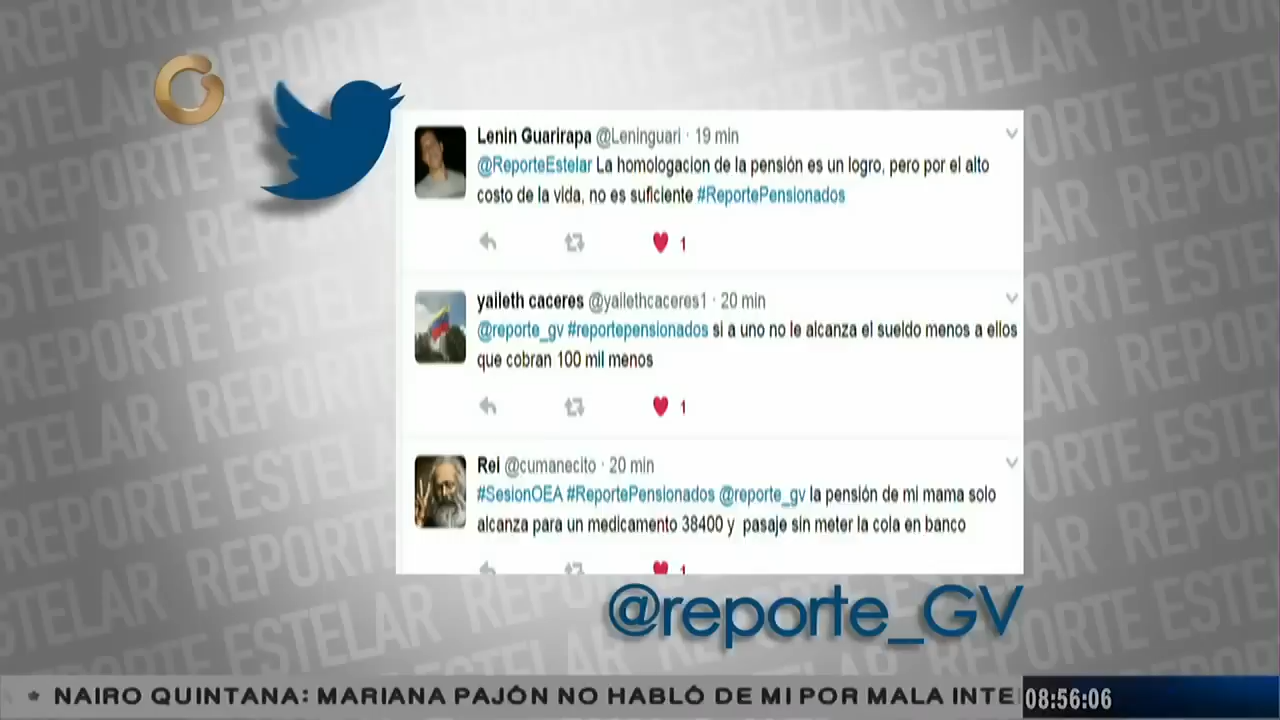 Lenin Guarirapa @Leninguari · 19 min
@ReporteEstelar La homologacion de la pensión es un logro, pero por el alto
costo de la vida, no es suficiente #ReportePensionados
1
yaileth caceres @yailethcaceres1 · 20 min
@reporte_gv #reportepensionados si a uno no le alcanza el sueldo menos a ellos
que cobran 100 mil menos
1
Rei @cumanecito · 20 min
#SesionOEA #ReportePensionados @reporte_gv la pensión de mi mama solo
alcanza para un medicamento 38400 y pasaje sin meter la cola en banco
1
@reporte_GV
* NAIRO QUINTANA: MARIANA PAJÓN NO HABLÓ DE MI POR MALA INTE
08:56:06
REPORTE ESTELAR